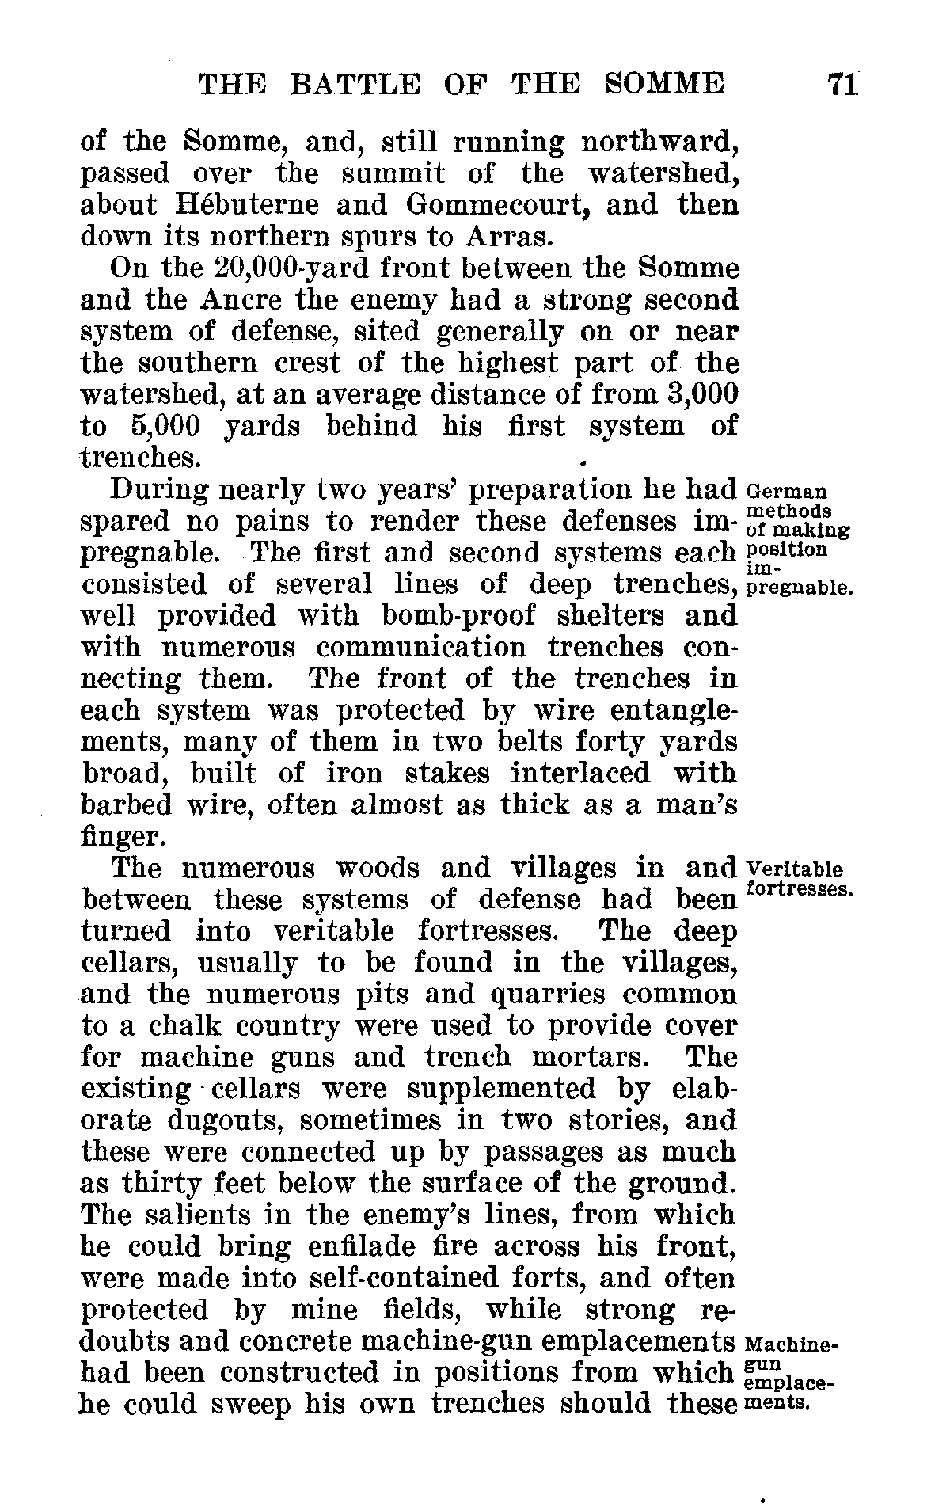 THE BATTLE OF THE SOMME 71
of the Somme, and, still running northward,
passed over the summit of the watershed,
about Hébuterne and Gommecourt, and then
down its northern spurs to Arras.
On the 20,000-yard front between the Somme
and the Ancre the enemy had a strong second
system of defense, sited generally on or near
the southern crest of the highest part of the
watershed, at an average distance of from 3,000
to 5,000 yards behind his first system of
trenches.
During nearly two years' preparation he had
spared no pains to render these defenses im-
pregnable. The first and second systems each
consisted of several lines of deep trenches,
well provided with bomb-proof shelters and
with numerous communication trenches con-
necting them. The front of the trenches in
each system was protected by wire entangle-
ments, many of them in two belts forty yards
broad, built of iron stakes interlaced with
barbed wire, often almost as thick as a man's
finger.
German
methods
of making
position
im-
pregnable.
The numerous woods and villages in and
between these systems of defense had been
turned into veritable fortresses. The deep
cellars, usually to be found in the villages,
and the numerous pits and quarries common
to a chalk country were used to provide cover
for machine guns and trench mortars. The
existing cellars were supplemented by elab-
orate dugouts, sometimes in two stories, and
these were connected up by passages as much
as thirty feet below the surface of the ground.
The salients in the enemy's lines, from which
he could bring enfilade fire across his front,
were made into self-contained forts, and often
protected by mine fields, while strong re-
doubts and concrete machine-gun emplacements
had been constructed in positions from which
he could sweep his own trenches should these
Veritable
fortresses.
Machine-
gun
emplace-
ments.